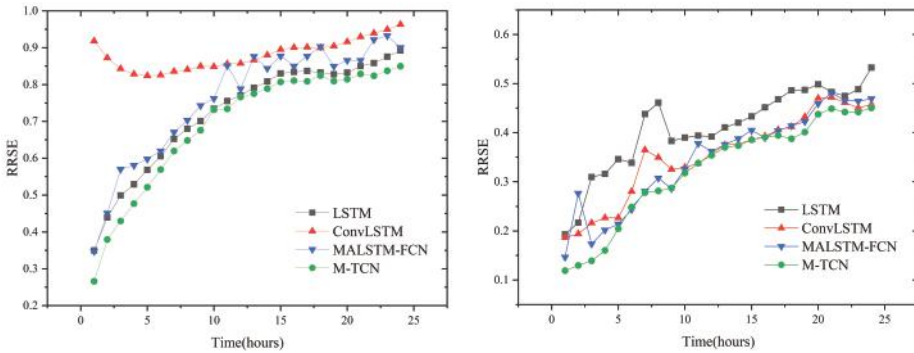 1.0
0.9
0.8
0.7
0.6
0.5
0.4
0.3
0.2
RRSE
LSTM
ConvLSTM
MALSTM-FCN
M-TCN
0 5 10 15 20 25
Time(hours)
0.6
0.5
0.4
0.3
0.2
0.1
RRSE
LSTM
ConvLSTM
MALSTM-FCN
M-TCN
0 5 10 15 20 25
Time(hours)